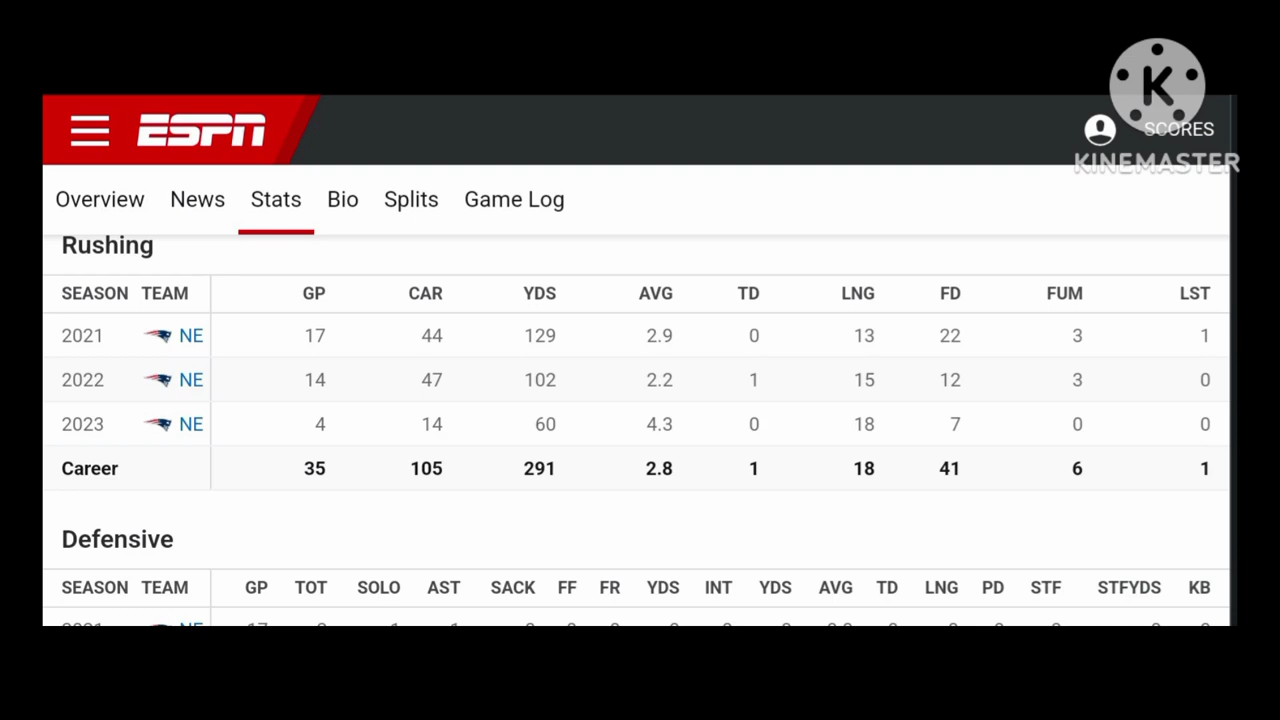 ESPN
SCORES
K
KINEMASTER
Overview News Stats Bio Splits Game Log
Rushing
SEASON TEAM GP CAR YDS AVG TD LNG FD FUM LST
2021 NE 17 44 129 2.9 0 13 22 3 1
2022 NE 14 47 102 2.2 1 15 12 3 0
2023 NE 4 14 60 4.3 0 18 7 0 0
Career 35 105 291 2.8 1 18 41 6 1
Defensive
SEASON TEAM GP TOT SOLO AST SACK FF FR YDS INT YDS AVG TD LNG PD STF STFYDS KB